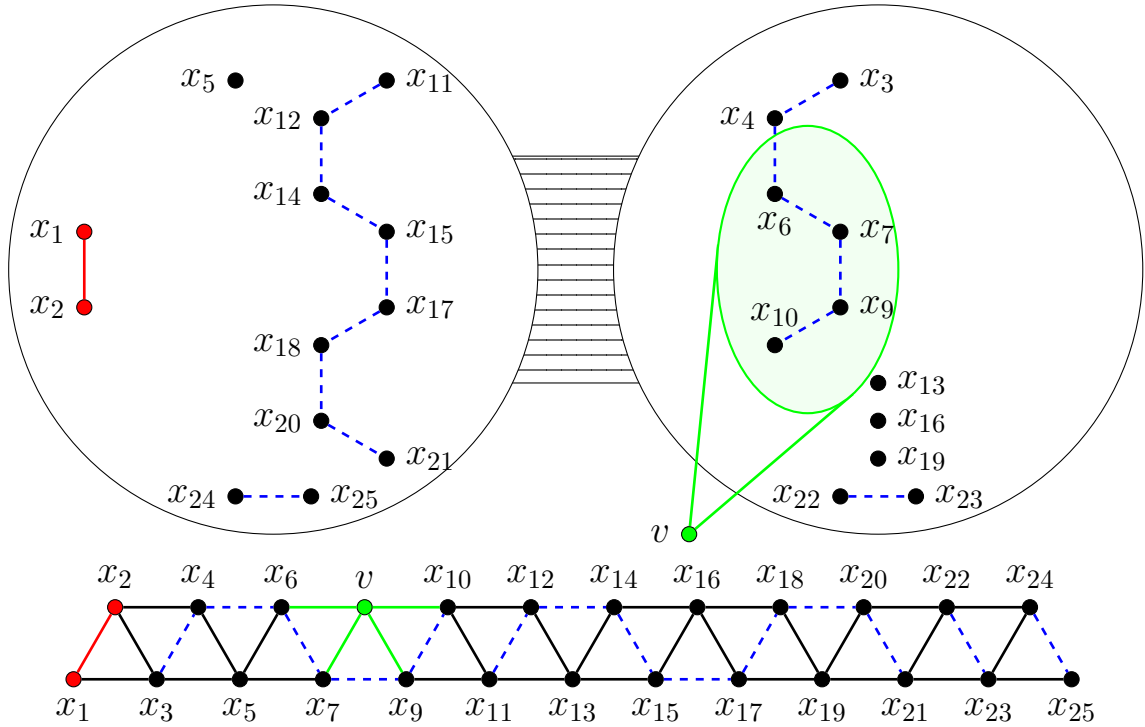 x₅ x₁₁ x₃
x₁₂ x₄
x₁₄ x₆
x₁ x₁₅ x₇
x₂ x₁₇ x₉
x₁₈ x₁₀
x₁₃
x₂₀ x₁₆
x₂₁ x₁₉
x₂₄ x₂₅ x₂₂ x₂₃
v
x₂ x₄ x₆ v x₁₀ x₁₂ x₁₄ x₁₆ x₁₈ x₂₀ x₂₂ x₂₄
x₁ x₃ x₅ x₇ x₉ x₁₁ x₁₃ x₁₅ x₁₇ x₁₉ x₂₁ x₂₃ x₂₅